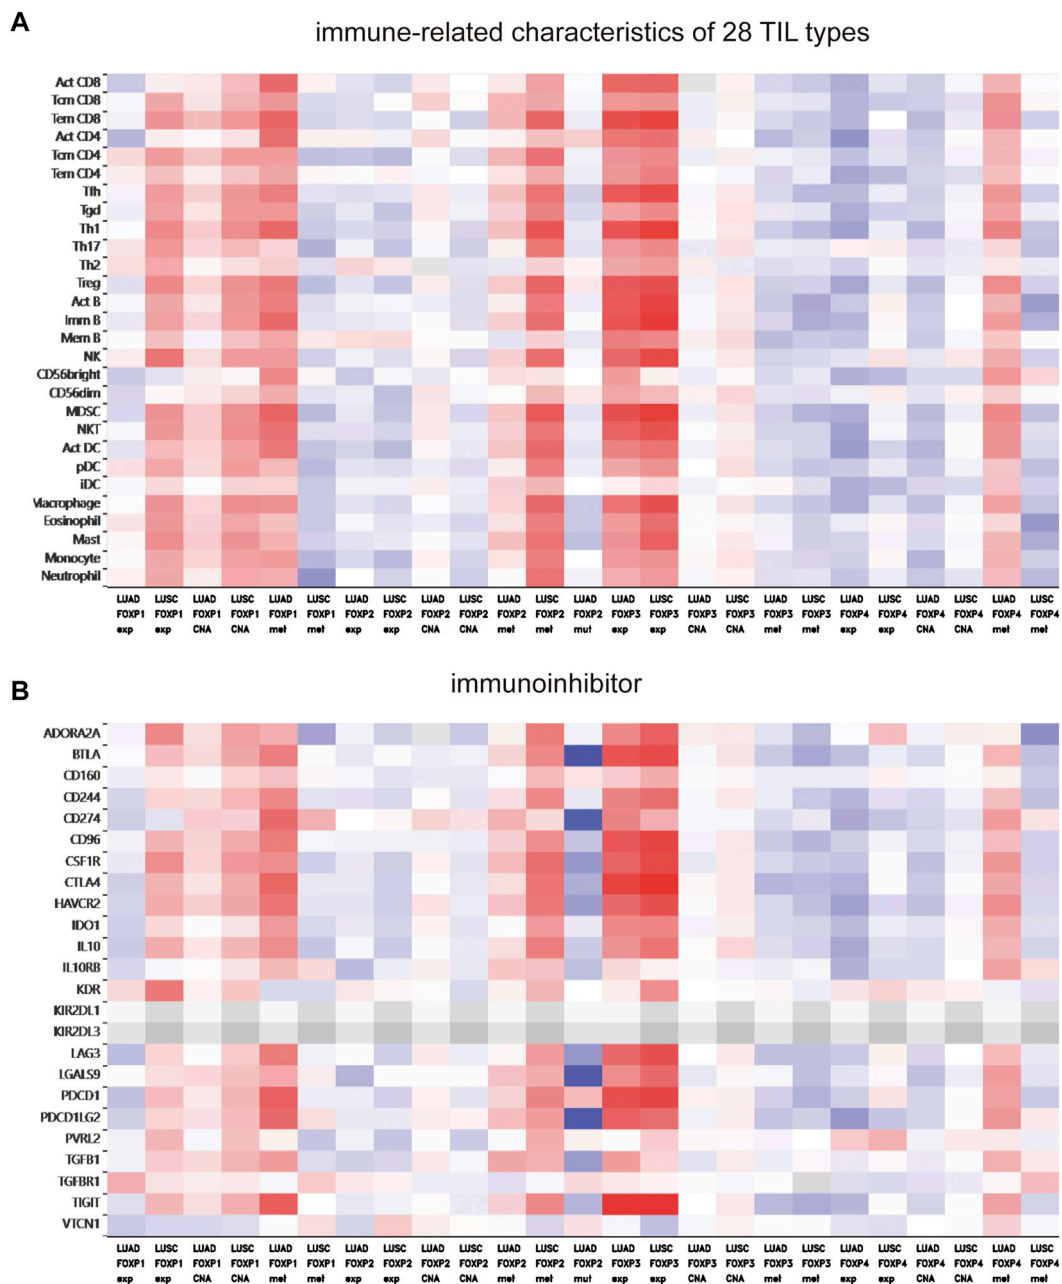 A
immune-related characteristics of 28 TIL types
Act CD8
Tcm CD8
Tem CD8
Act CD4
Tcm CD4
Tem CD4
Tfh
Tgd
Th1
Th17
Th2
Treg
Act B
Imm B
Mem B
NK
CD56bright
CD56dim
MDSC
NKT
Act DC
pDC
iDC
Macrophage
Eosinophil
Mast
Monocyte
Neutrophil
LUAD LUSC LUAD LUSC LUAD LUSC LUAD LUSC LUAD LUSC LUAD LUSC LUAD LUAD LUSC LUAD LUSC LUAD LUSC LUAD LUSC LUAD LUSC LUAD LUSC
FOXP1 FOXP1 FOXP1 FOXP1 FOXP1 FOXP1 FOXP2 FOXP2 FOXP2 FOXP2 FOXP2 FOXP2 FOXP2 FOXP3 FOXP3 FOXP3 FOXP3 FOXP3 FOXP3 FOXP4 FOXP4 FOXP4 FOXP4 FOXP4 FOXP4
exp exp CNA CNA met met exp exp CNA CNA met met mut exp exp CNA CNA met met exp exp CNA CNA met met
B
immunoinhibitor
ADORA2A
BTLA
CD160
CD244
CD274
CD96
CSF1R
CTLA4
HAVCR2
IDO1
IL10
IL10RB
KDR
KIR2DL1
KIR2DL3
LAG3
LGALS9
PDCD1
PDCD1LG2
PVRL2
TGFB1
TGFBR1
TIGIT
VTCN1
LUAD LUSC LUAD LUSC LUAD LUSC LUAD LUSC LUAD LUSC LUAD LUSC LUAD LUAD LUSC LUAD LUSC LUAD LUSC LUAD LUSC LUAD LUSC LUAD LUSC
FOXP1 FOXP1 FOXP1 FOXP1 FOXP1 FOXP1 FOXP2 FOXP2 FOXP2 FOXP2 FOXP2 FOXP2 FOXP2 FOXP3 FOXP3 FOXP3 FOXP3 FOXP3 FOXP3 FOXP4 FOXP4 FOXP4 FOXP4 FOXP4 FOXP4
exp exp CNA CNA met met exp exp CNA CNA met met mut exp exp CNA CNA met met exp exp CNA CNA met met